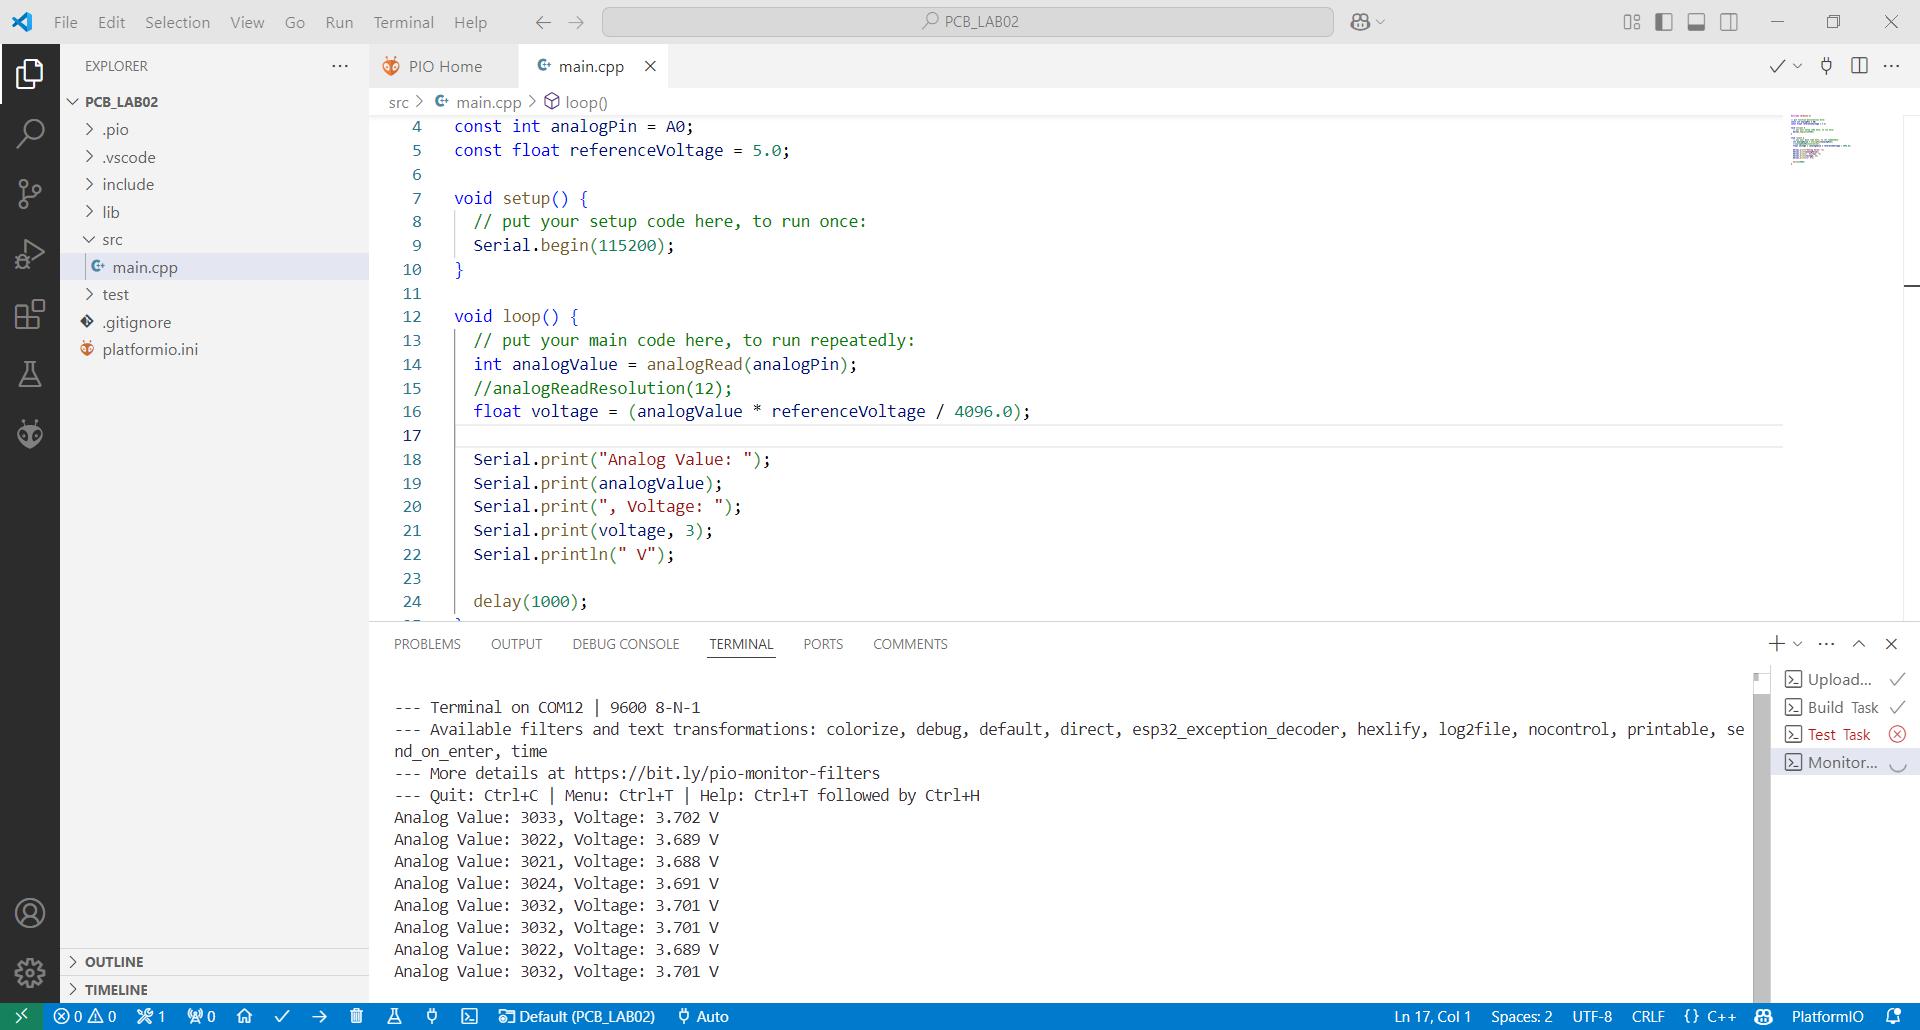 File Edit Selection View Go Run Terminal Help
PCB_LAB02
EXPLORER
PCB_LAB02
.pio
.vscode
include
lib
src
main.cpp
test
.gitignore
platformio.ini
OUTLINE
TIMELINE
PIO Home
main.cpp
src > main.cpp > loop()
4 const int analogPin = A0;
5 const float referenceVoltage = 5.0;
6
7 void setup() {
8 // put your setup code here, to run once:
9 Serial.begin(115200);
10 }
11
12 void loop() {
13 // put your main code here, to run repeatedly:
14 int analogValue = analogRead(analogPin);
15 //analogReadResolution(12);
16 float voltage = (analogValue * referenceVoltage / 4096.0);
17
18 Serial.print("Analog Value: ");
19 Serial.print(analogValue);
20 Serial.print(", Voltage: ");
21 Serial.print(voltage, 3);
22 Serial.println(" V");
23
24 delay(1000);
PROBLEMS OUTPUT DEBUG CONSOLE TERMINAL PORTS COMMENTS
--- Terminal on COM12 | 9600 8-N-1
--- Available filters and text transformations: colorize, debug, default, direct, esp32_exception_decoder, hexlify, log2file, nocontrol, printable, se
nd_on_enter, time
--- More details at https://bit.ly/pio-monitor-filters
--- Quit: Ctrl+C | Menu: Ctrl+T | Help: Ctrl+T followed by Ctrl+H
Analog Value: 3033, Voltage: 3.702 V
Analog Value: 3022, Voltage: 3.689 V
Analog Value: 3021, Voltage: 3.688 V
Analog Value: 3024, Voltage: 3.691 V
Analog Value: 3032, Voltage: 3.701 V
Analog Value: 3032, Voltage: 3.701 V
Analog Value: 3022, Voltage: 3.689 V
Analog Value: 3032, Voltage: 3.701 V
Upload...
Build Task
Test Task
Monitor...
0 0 1 0 Default (PCB_LAB02) Auto Ln 17, Col 1 Spaces: 2 UTF-8 CRLF {} C++ PlatformIO